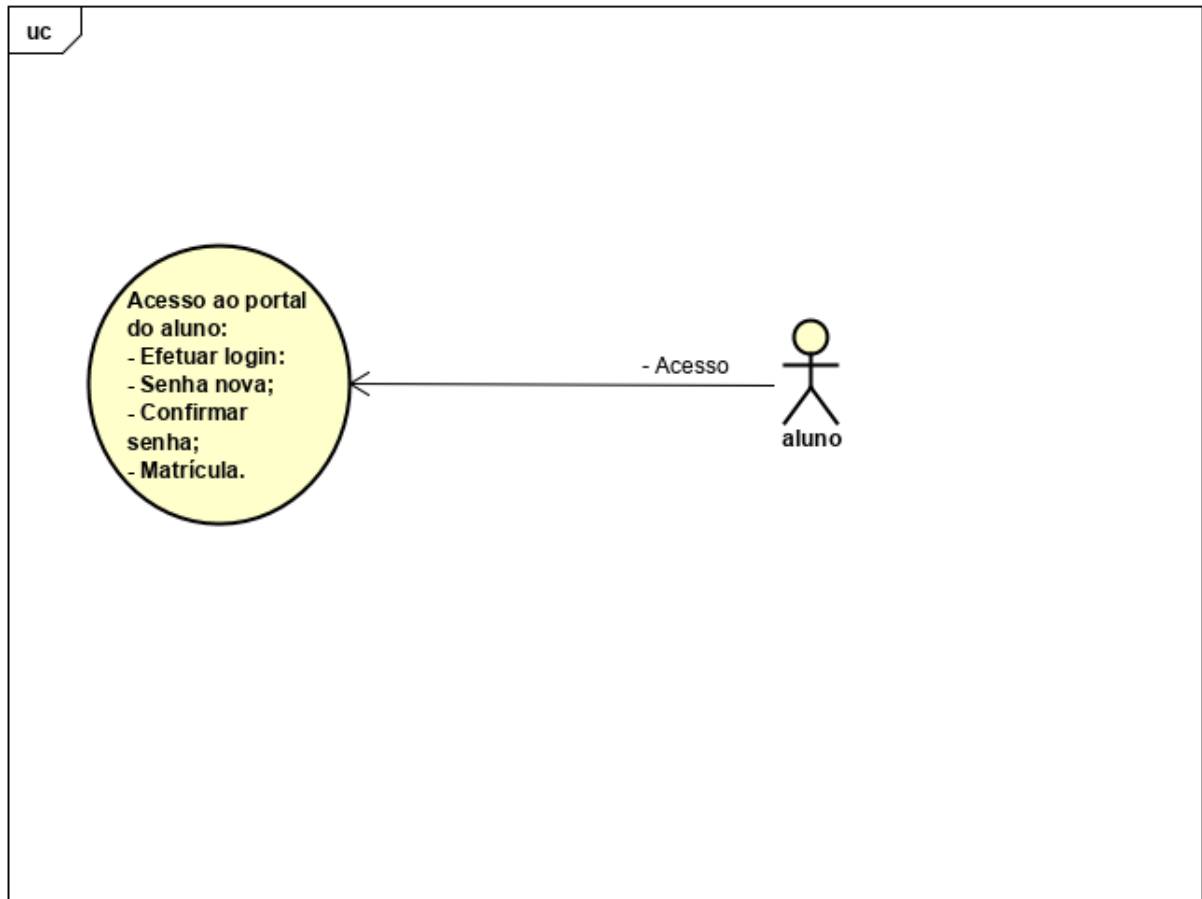 uc
Acesso ao portal
do aluno:
- Efetuar login:
- Senha nova;
- Confirmar
senha;
- Matrícula.
- Acesso
aluno